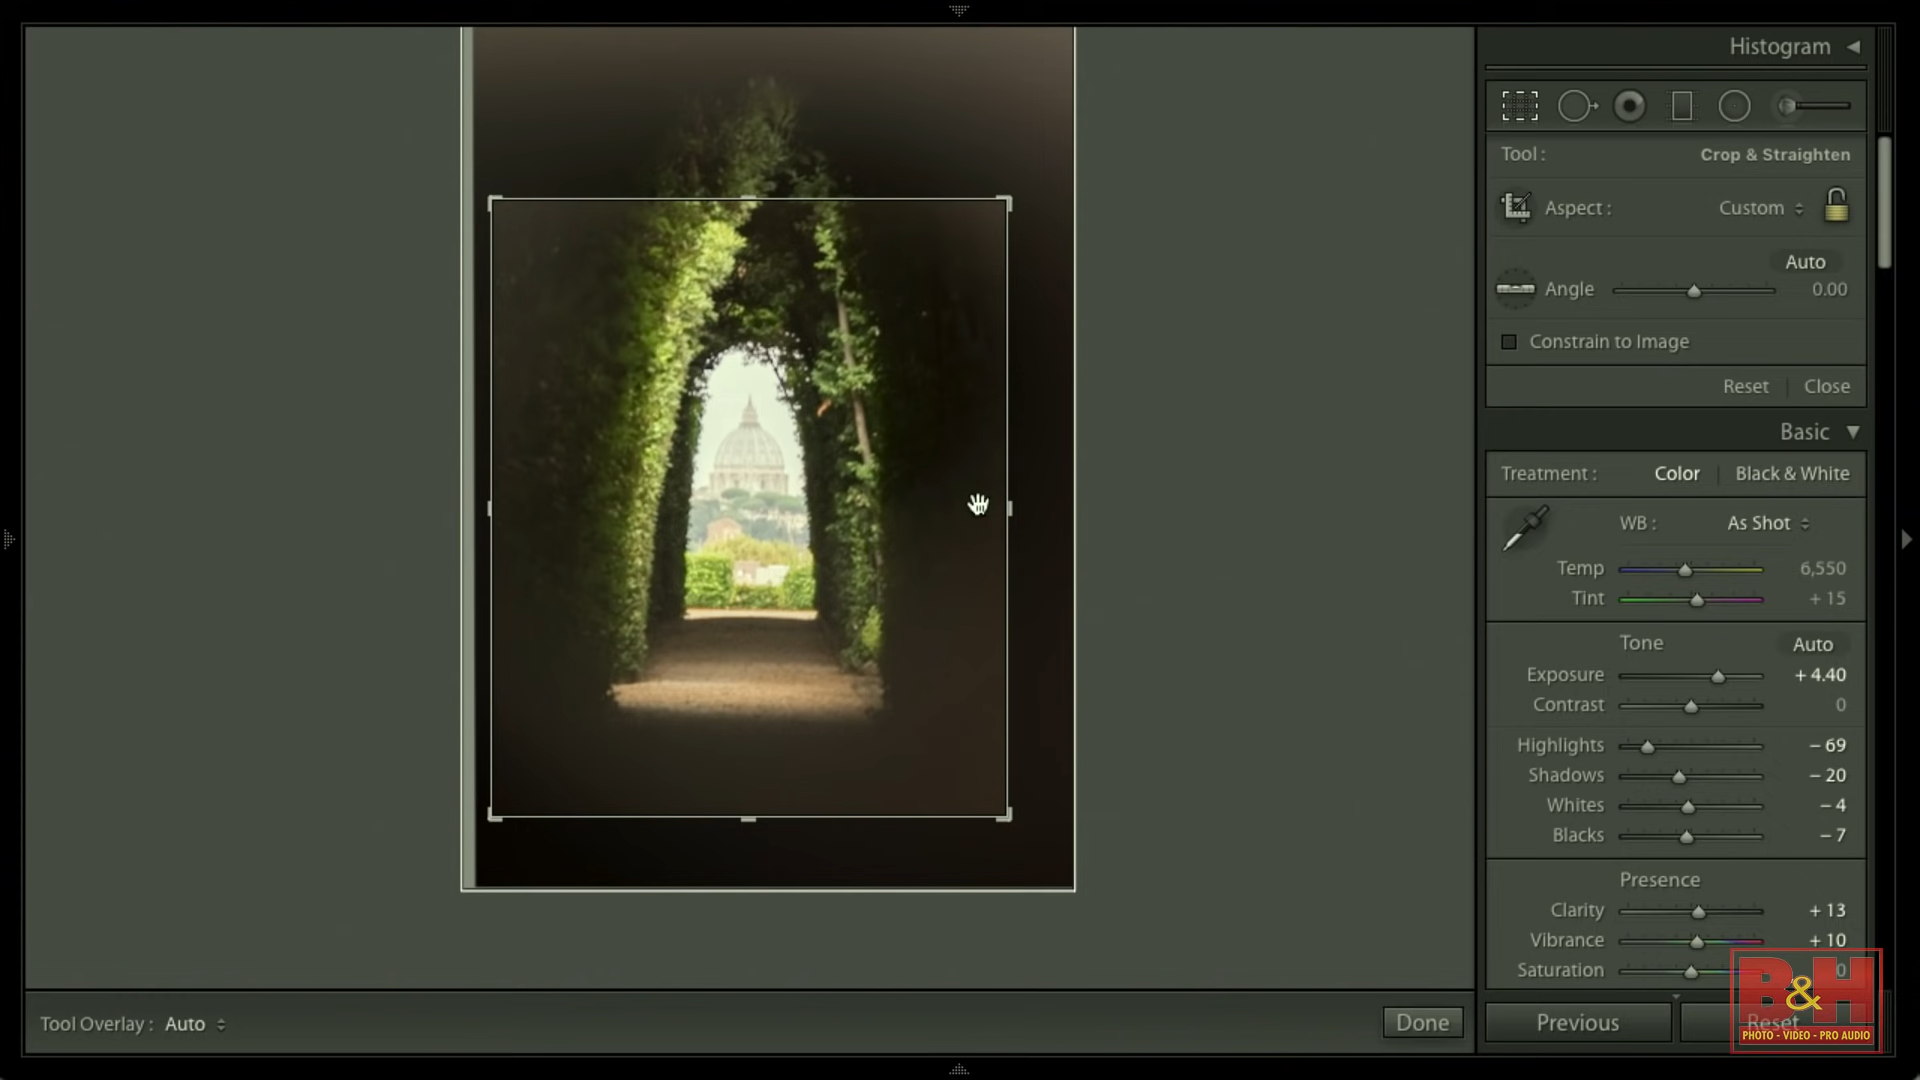 Histogram
Tool : Crop & Straighten
Aspect : Custom
Auto
Angle 0.00
Constrain to Image
Reset Close
Basic
Treatment : Color Black & White
WB : As Shot
Temp 6,550
Tint + 15
Tone Auto
Exposure + 4.40
Contrast 0
Highlights − 69
Shadows − 20
Whites − 4
Blacks − 7
Presence
Clarity + 13
Vibrance + 10
Saturation 0
Tool Overlay : Auto Done Previous Reset
B&H
PHOTO - VIDEO - PRO AUDIO